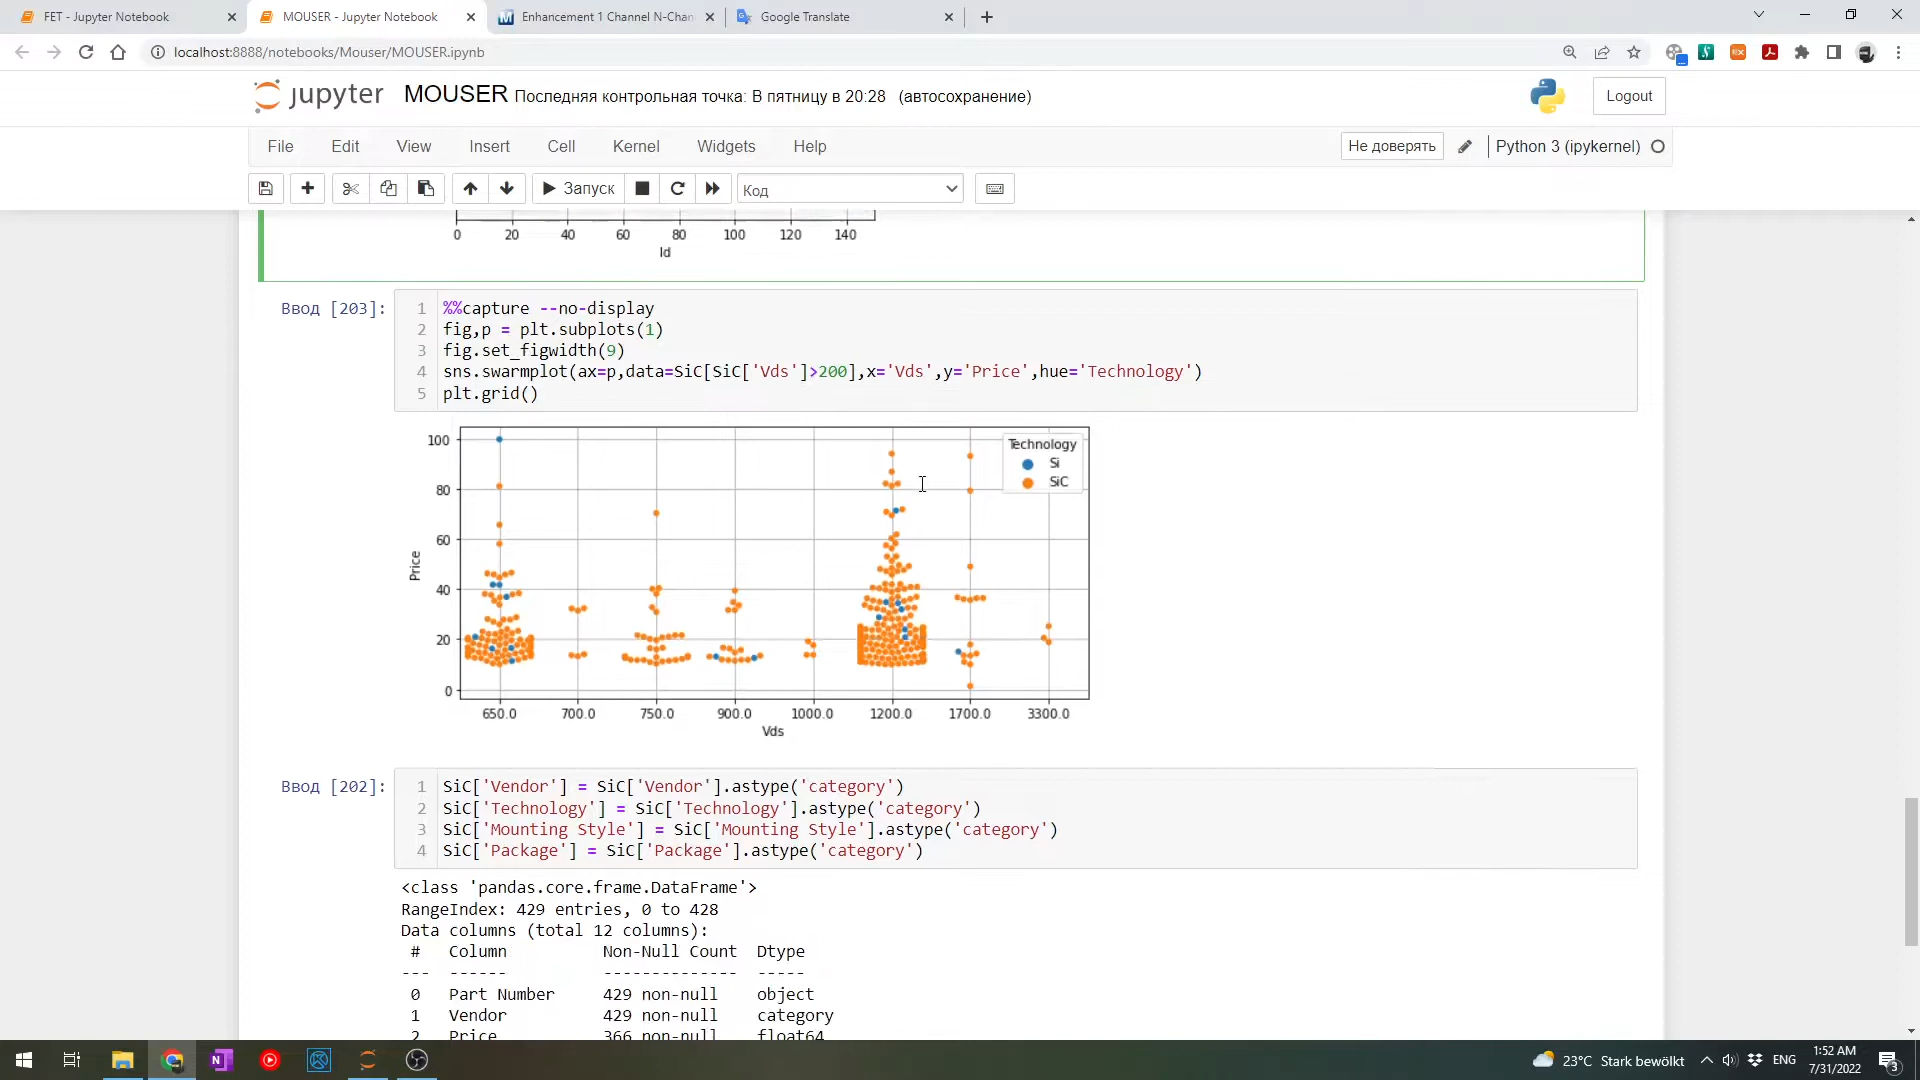 FET - Jupyter Notebook
MOUSER - Jupyter Notebook
Enhancement 1 Channel N-Chan
Google Translate
localhost:8888/notebooks/Mouser/MOUSER.ipynb
jupyter MOUSER Последняя контрольная точка: В пятницу в 20:28 (автосохранение)
Logout
File Edit View Insert Cell Kernel Widgets Help
Не доверять
Python 3 (ipykernel)
Запуск
Код
0 20 40 60 80 100 120 140
Id
Ввод [203]:
1 %%capture --no-display
2 fig,p = plt.subplots(1)
3 fig.set_figwidth(9)
4 sns.swarmplot(ax=p,data=SiC[SiC['Vds']>200],x='Vds',y='Price',hue='Technology')
5 plt.grid()
100
80
60
40
20
0
Price
Technology
Si
SiC
650.0 700.0 750.0 900.0 1000.0 1200.0 1700.0 3300.0
Vds
Ввод [202]:
1 SiC['Vendor'] = SiC['Vendor'].astype('category')
2 SiC['Technology'] = SiC['Technology'].astype('category')
3 SiC['Mounting Style'] = SiC['Mounting Style'].astype('category')
4 SiC['Package'] = SiC['Package'].astype('category')
<class 'pandas.core.frame.DataFrame'>
RangeIndex: 429 entries, 0 to 428
Data columns (total 12 columns):
# Column Non-Null Count Dtype
--- ------ -------------- -----
0 Part Number 429 non-null object
1 Vendor 429 non-null category
2 Price 366 non-null float64
23°C Stark bewölkt
ENG
1:52 AM
7/31/2022
3